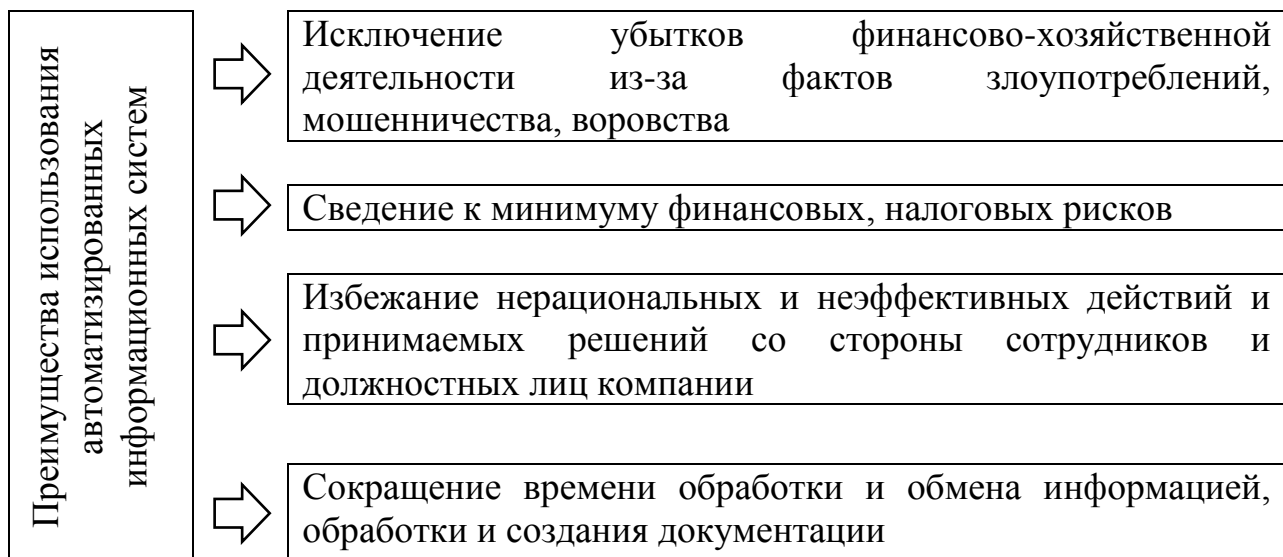 Преимущества использования
автоматизированных
информационных систем
Исключение убытков финансово-хозяйственной
деятельности из-за фактов злоупотреблений,
мошенничества, воровства
Сведение к минимуму финансовых, налоговых рисков
Избежание нерациональных и неэффективных действий и
принимаемых решений со стороны сотрудников и
должностных лиц компании
Сокращение времени обработки и обмена информацией,
обработки и создания документации